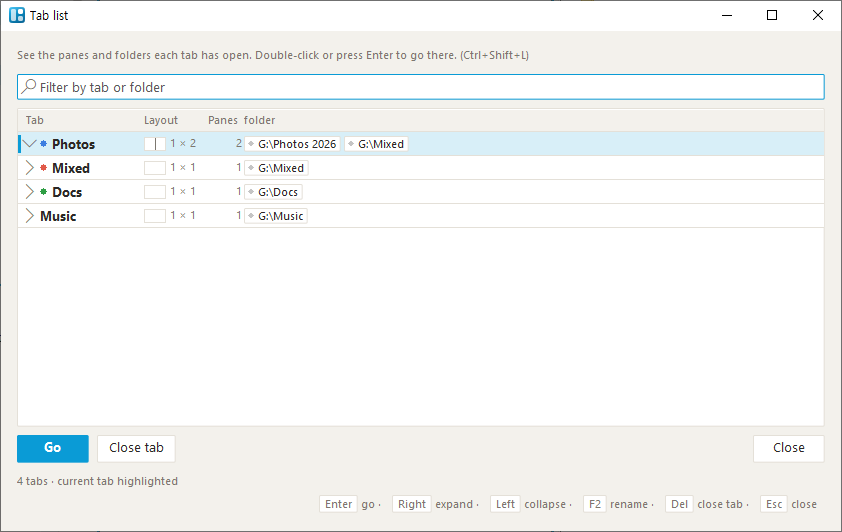 Tab list
See the panes and folders each tab has open. Double-click or press Enter to go there. (Ctrl+Shift+L)
Filter by tab or folder
Tab Layout Panes folder
Photos 1 × 2 2 G:\Photos 2026 G:\Mixed
Mixed 1 × 1 1 G:\Mixed
Docs 1 × 1 1 G:\Docs
Music 1 × 1 1 G:\Music
Go Close tab Close
4 tabs · current tab highlighted
Enter go · Right expand · Left collapse · F2 rename · Del close tab · Esc close